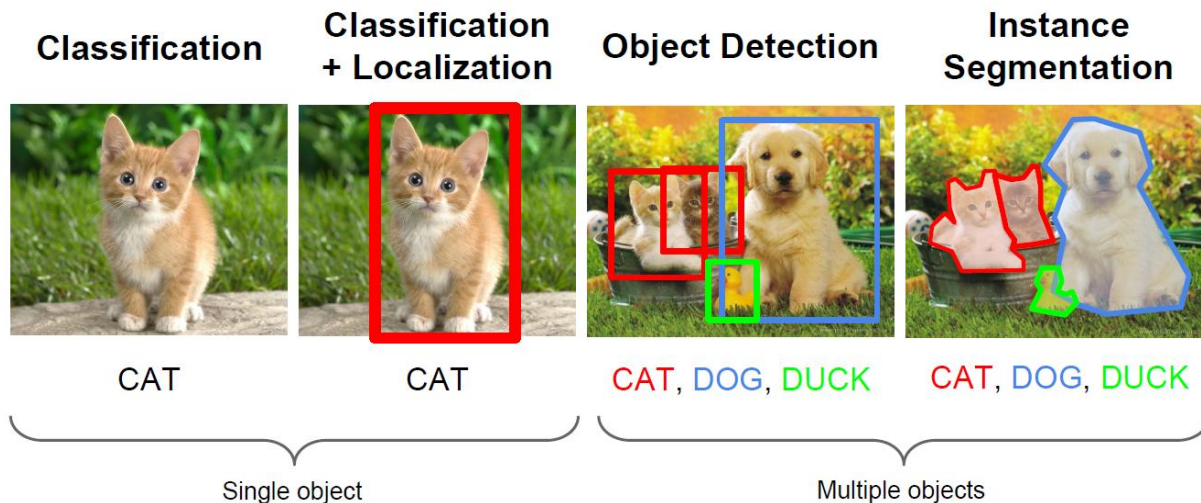 Classification
Classification
+ Localization
Object Detection
Instance
Segmentation
CAT
CAT
CAT, DOG, DUCK
CAT, DOG, DUCK
Single object
Multiple objects